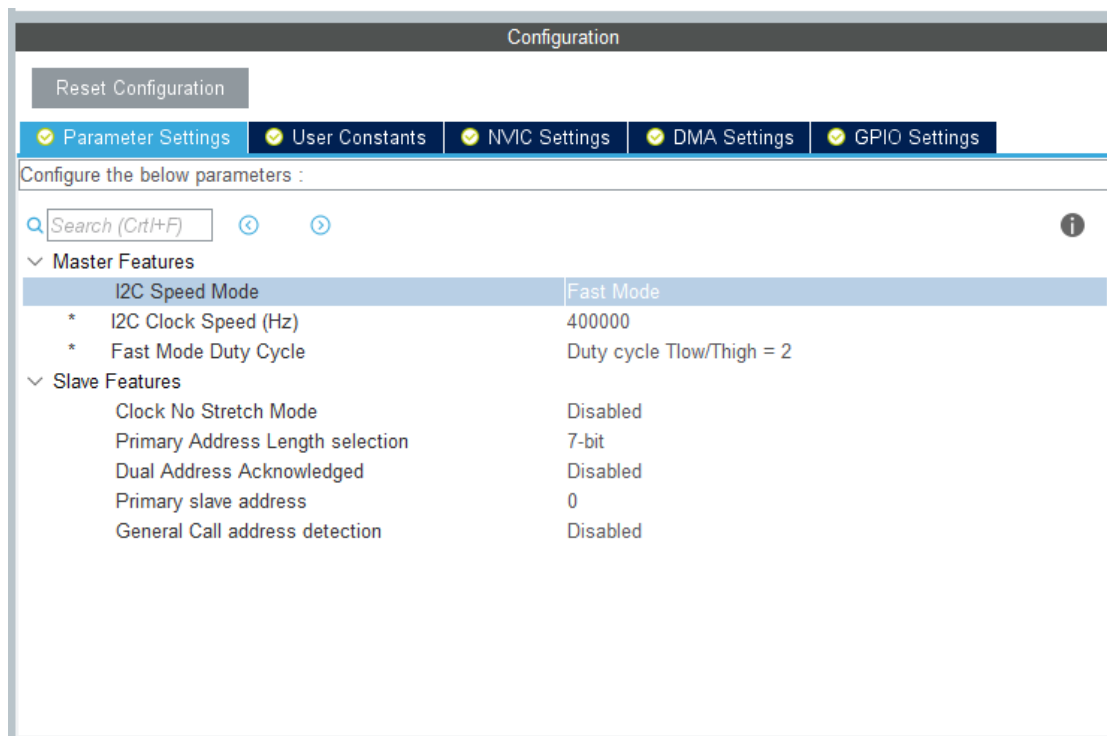 Configuration
Reset Configuration
Parameter Settings User Constants NVIC Settings DMA Settings GPIO Settings
Configure the below parameters :
Search (Crtl+F)
Master Features
I2C Speed Mode Fast Mode
* I2C Clock Speed (Hz) 400000
* Fast Mode Duty Cycle Duty cycle Tlow/Thigh = 2
Slave Features
Clock No Stretch Mode Disabled
Primary Address Length selection 7-bit
Dual Address Acknowledged Disabled
Primary slave address 0
General Call address detection Disabled